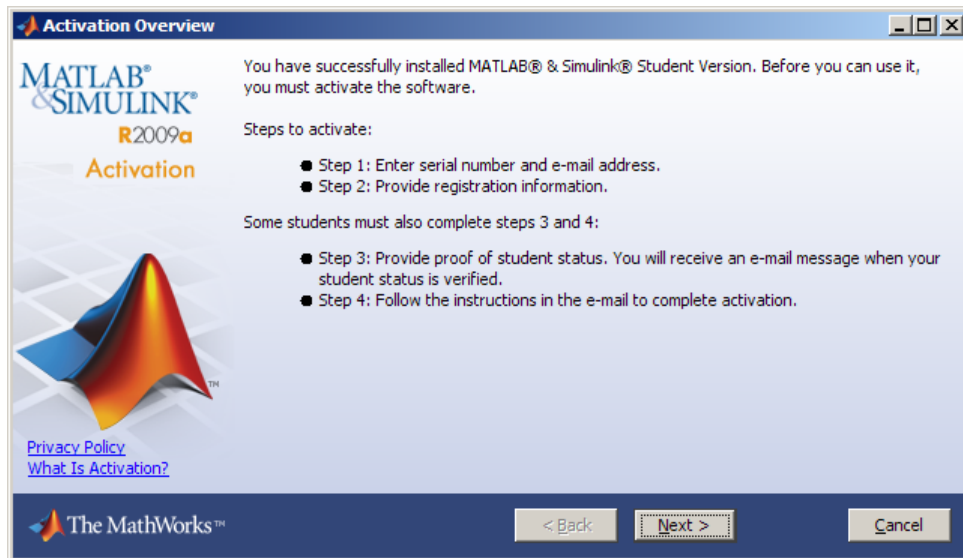 Activation Overview
MATLAB®
&SIMULINK®
R2009a
Activation
You have successfully installed MATLAB® & Simulink® Student Version. Before you can use it,
you must activate the software.
Steps to activate:
● Step 1: Enter serial number and e-mail address.
● Step 2: Provide registration information.
Some students must also complete steps 3 and 4:
● Step 3: Provide proof of student status. You will receive an e-mail message when your
student status is verified.
● Step 4: Follow the instructions in the e-mail to complete activation.
TM
Privacy Policy
What Is Activation?
The MathWorks™
< Back
Next >
Cancel